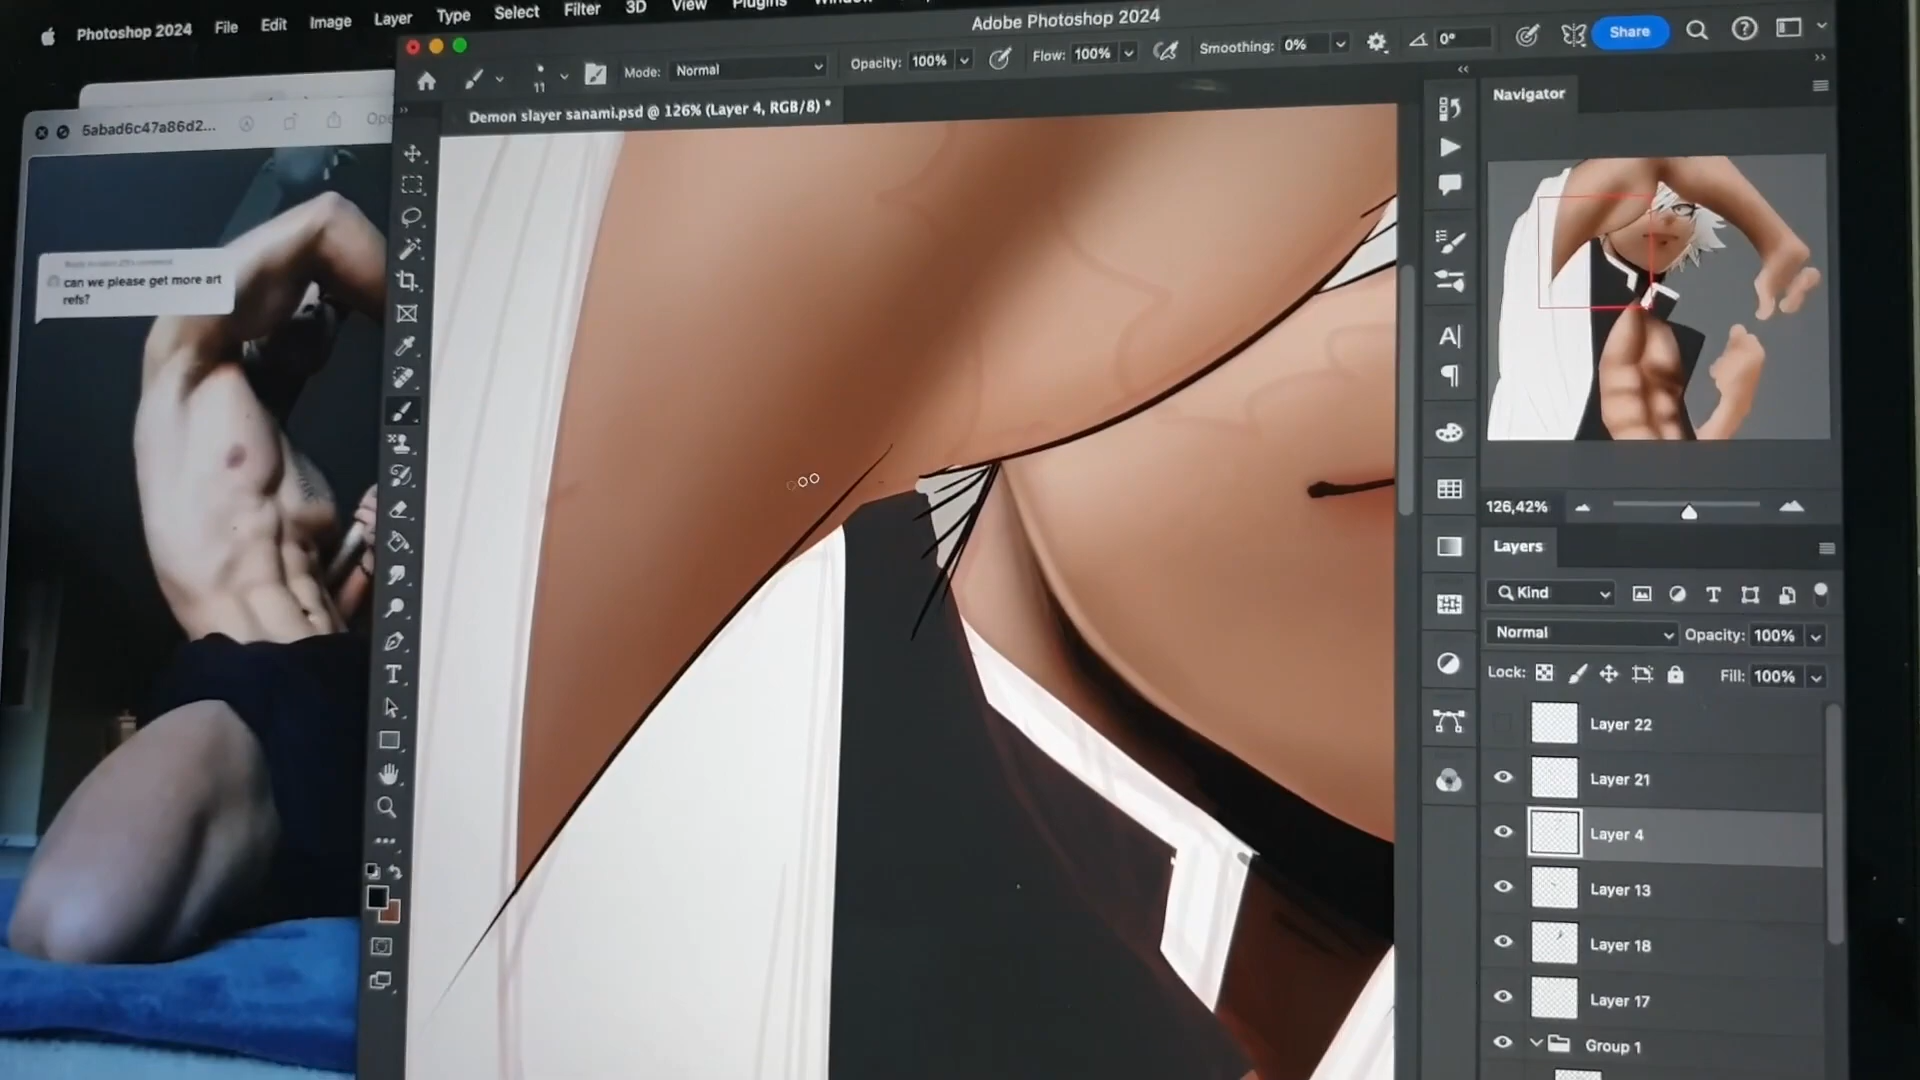 Photoshop 2024 File Edit Image Layer Type Select Filter 3D View Plugins
Adobe Photoshop 2024
Mode: Normal Opacity: 100% Flow: 100% Smoothing: 0% 0° Share
11
Demon slayer sanami.psd @ 126% (Layer 4, RGB/8) *
5abad6c47a86d2...
can we please get more art
refs?
Navigator
126,42%
Layers
Kind
Normal Opacity: 100%
Lock: Fill: 100%
Layer 22
Layer 21
Layer 4
Layer 13
Layer 18
Layer 17
Group 1